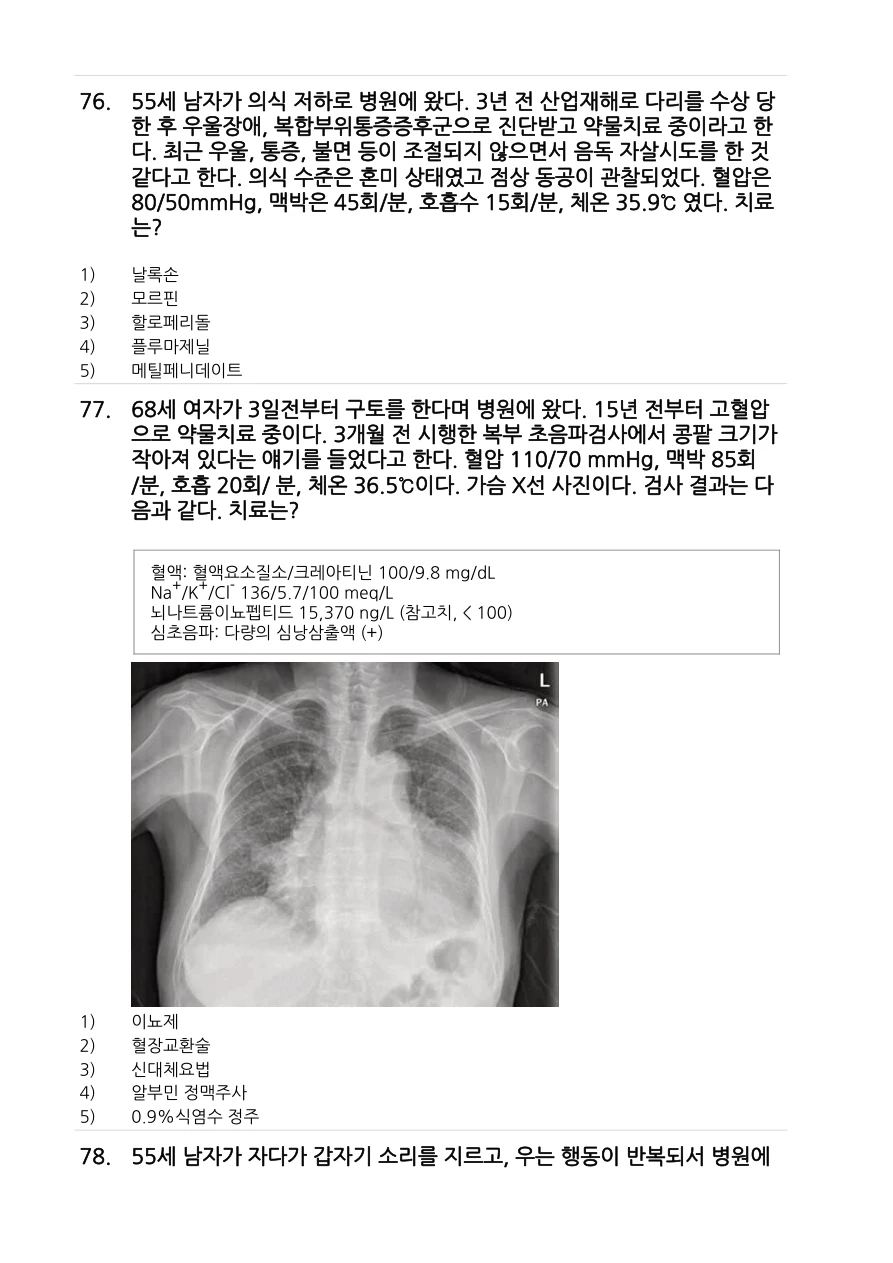 76. 55세 남자가 의식 저하로 병원에 왔다. 3년 전 산업재해로 다리를 수상 당
한 후 우울장애, 복합부위통증증후군으로 진단받고 약물치료 중이라고 한
다. 최근 우울, 통증, 불면 등이 조절되지 않으면서 음독 자살시도를 한 것
같다고 한다. 의식 수준은 혼미 상태였고 점상 동공이 관찰되었다. 혈압은
80/50mmHg, 맥박은 45회/분, 호흡수 15회/분, 체온 35.9℃ 였다. 치료
는?
1) 날록손
2) 모르핀
3) 할로페리돌
4) 플루마제닐
5) 메틸페니데이트
77. 68세 여자가 3일전부터 구토를 한다며 병원에 왔다. 15년 전부터 고혈압
으로 약물치료 중이다. 3개월 전 시행한 복부 초음파검사에서 콩팥 크기가
작아져 있다는 얘기를 들었다고 한다. 혈압 110/70 mmHg, 맥박 85회
/분, 호흡 20회/ 분, 체온 36.5℃이다. 가슴 X선 사진이다. 검사 결과는 다
음과 같다. 치료는?
혈액: 혈액요소질소/크레아티닌 100/9.8 mg/dL
Na+/K+/Cl- 136/5.7/100 meq/L
뇌나트륨이뇨펩티드 15,370 ng/L (참고치, < 100)
심초음파: 다량의 심낭삼출액 (+)
L
PA
1) 이뇨제
2) 혈장교환술
3) 신대체요법
4) 알부민 정맥주사
5) 0.9%식염수 정주
78. 55세 남자가 자다가 갑자기 소리를 지르고, 우는 행동이 반복되서 병원에